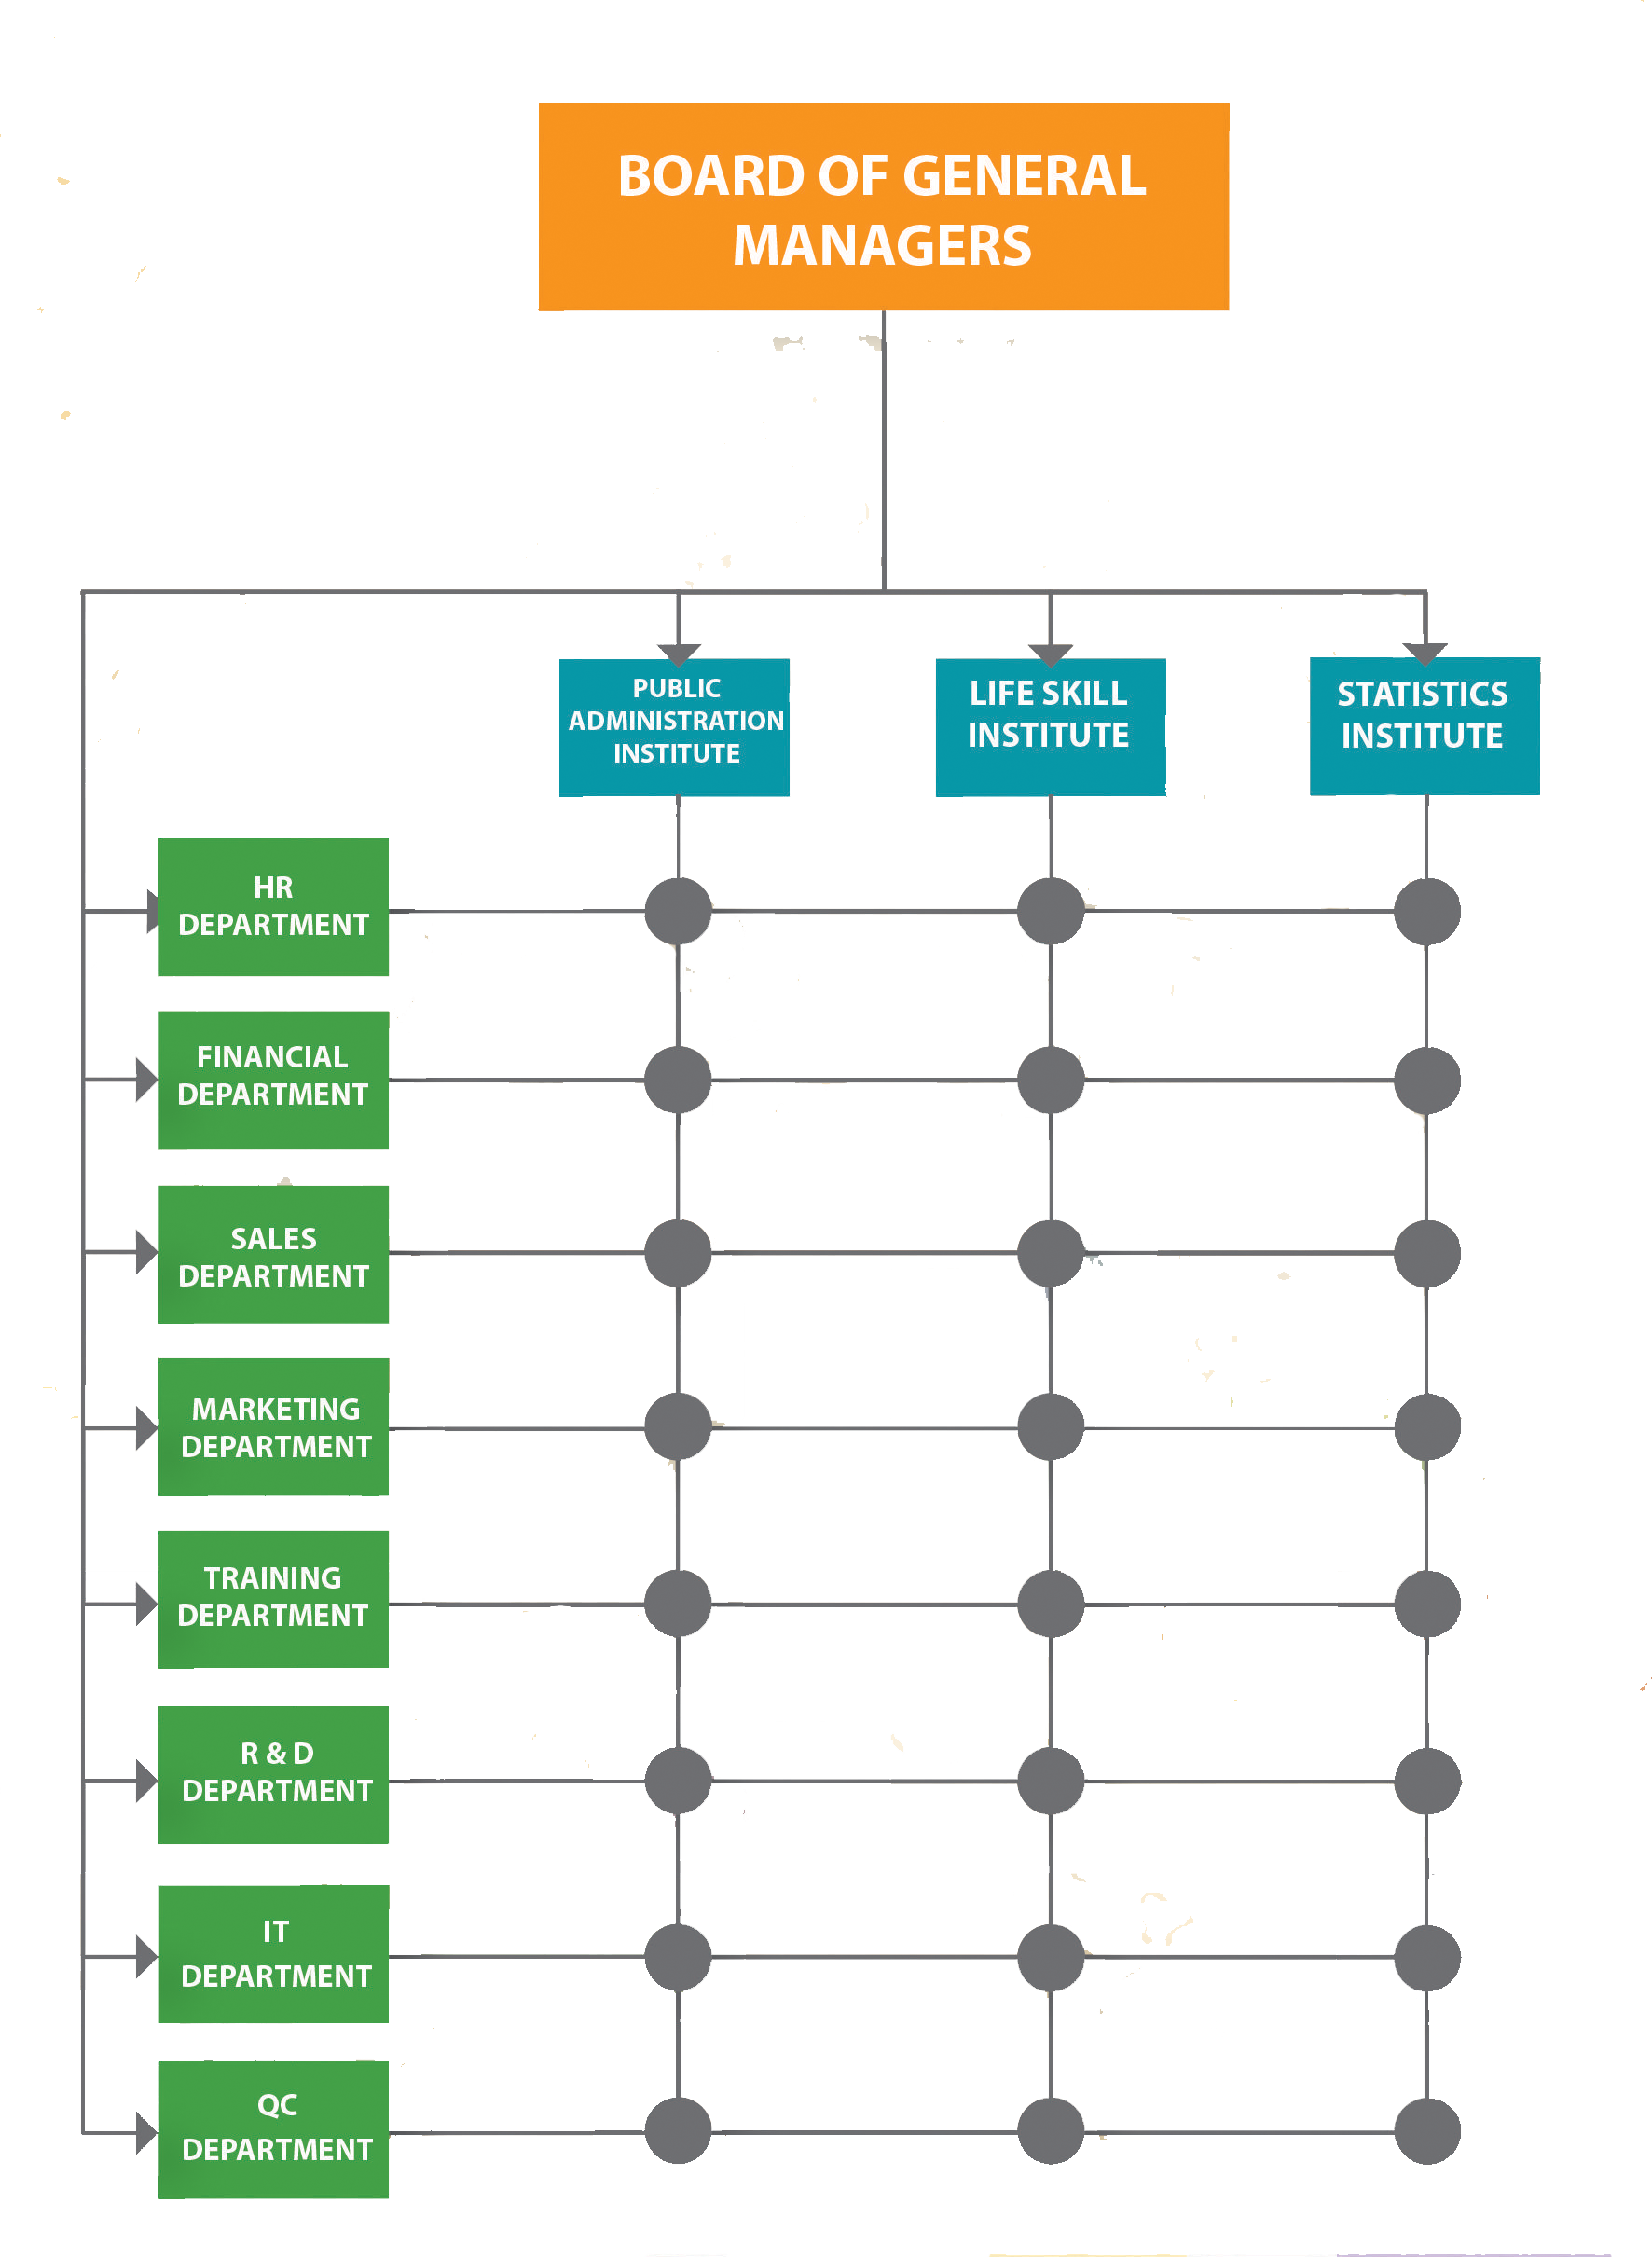 BOARD OF GENERAL
MANAGERS
PUBLIC
ADMINISTRATION
INSTITUTE
LIFE SKILL
INSTITUTE
STATISTICS
INSTITUTE
HR
DEPARTMENT
FINANCIAL
DEPARTMENT
SALES
DEPARTMENT
MARKETING
DEPARTMENT
TRAINING
DEPARTMENT
R & D
DEPARTMENT
IT
DEPARTMENT
QC
DEPARTMENT